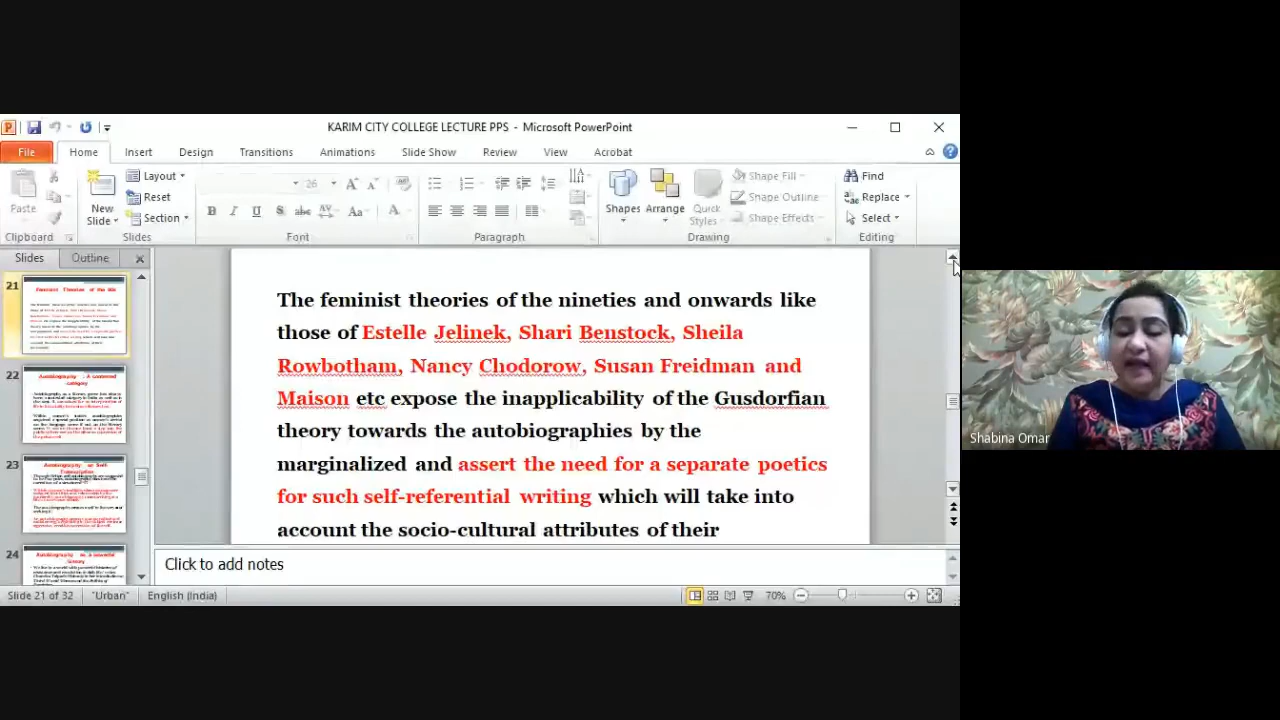 KARIM CITY COLLEGE LECTURE PPS - Microsoft PowerPoint
File Home Insert Design Transitions Animations Slide Show Review View Acrobat
Paste
New Slide
Layout
Reset
Section
26
Shapes
Arrange
Quick Styles
Shape Fill
Shape Outline
Shape Effects
Find
Replace
Select
Clipboard Slides Font Paragraph Drawing Editing
Slides Outline
21
22
23
24
The feminist theories of the nineties and onwards like
those of Estelle Jelinek, Shari Benstock, Sheila
Rowbotham, Nancy Chodorow, Susan Freidman and
Maison etc expose the inapplicability of the Gusdorfian
theory towards the autobiographies by the
marginalized and assert the need for a separate poetics
for such self-referential writing which will take into
account the socio-cultural attributes of their
Click to add notes
Slide 21 of 32 "Urban" English (India) 70%
Shabina Omar